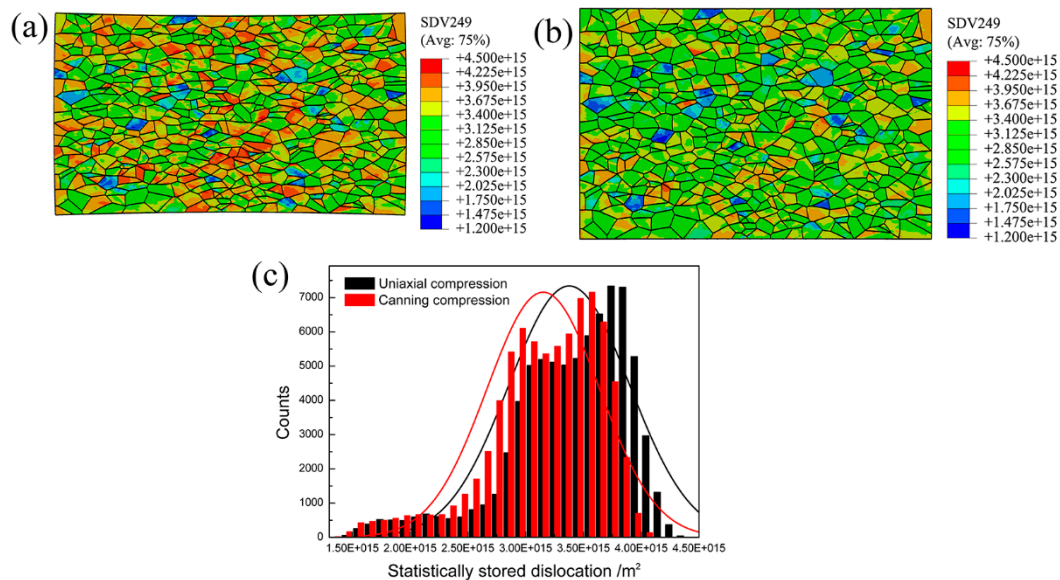 (a)
SDV249
(Avg: 75%)
+4.500e+15
+4.225e+15
+3.950e+15
+3.675e+15
+3.400e+15
+3.125e+15
+2.850e+15
+2.575e+15
+2.300e+15
+2.025e+15
+1.750e+15
+1.475e+15
+1.200e+15
(b)
SDV249
(Avg: 75%)
+4.500e+15
+4.225e+15
+3.950e+15
+3.675e+15
+3.400e+15
+3.125e+15
+2.850e+15
+2.575e+15
+2.300e+15
+2.025e+15
+1.750e+15
+1.475e+15
+1.200e+15
(c)
Uniaxial compression
Canning compression
Counts
7000
6000
5000
4000
3000
2000
1000
0
1.50E+015 2.00E+015 2.50E+015 3.00E+015 3.50E+015 4.00E+015 4.50E+015
Statistically stored dislocation /m²